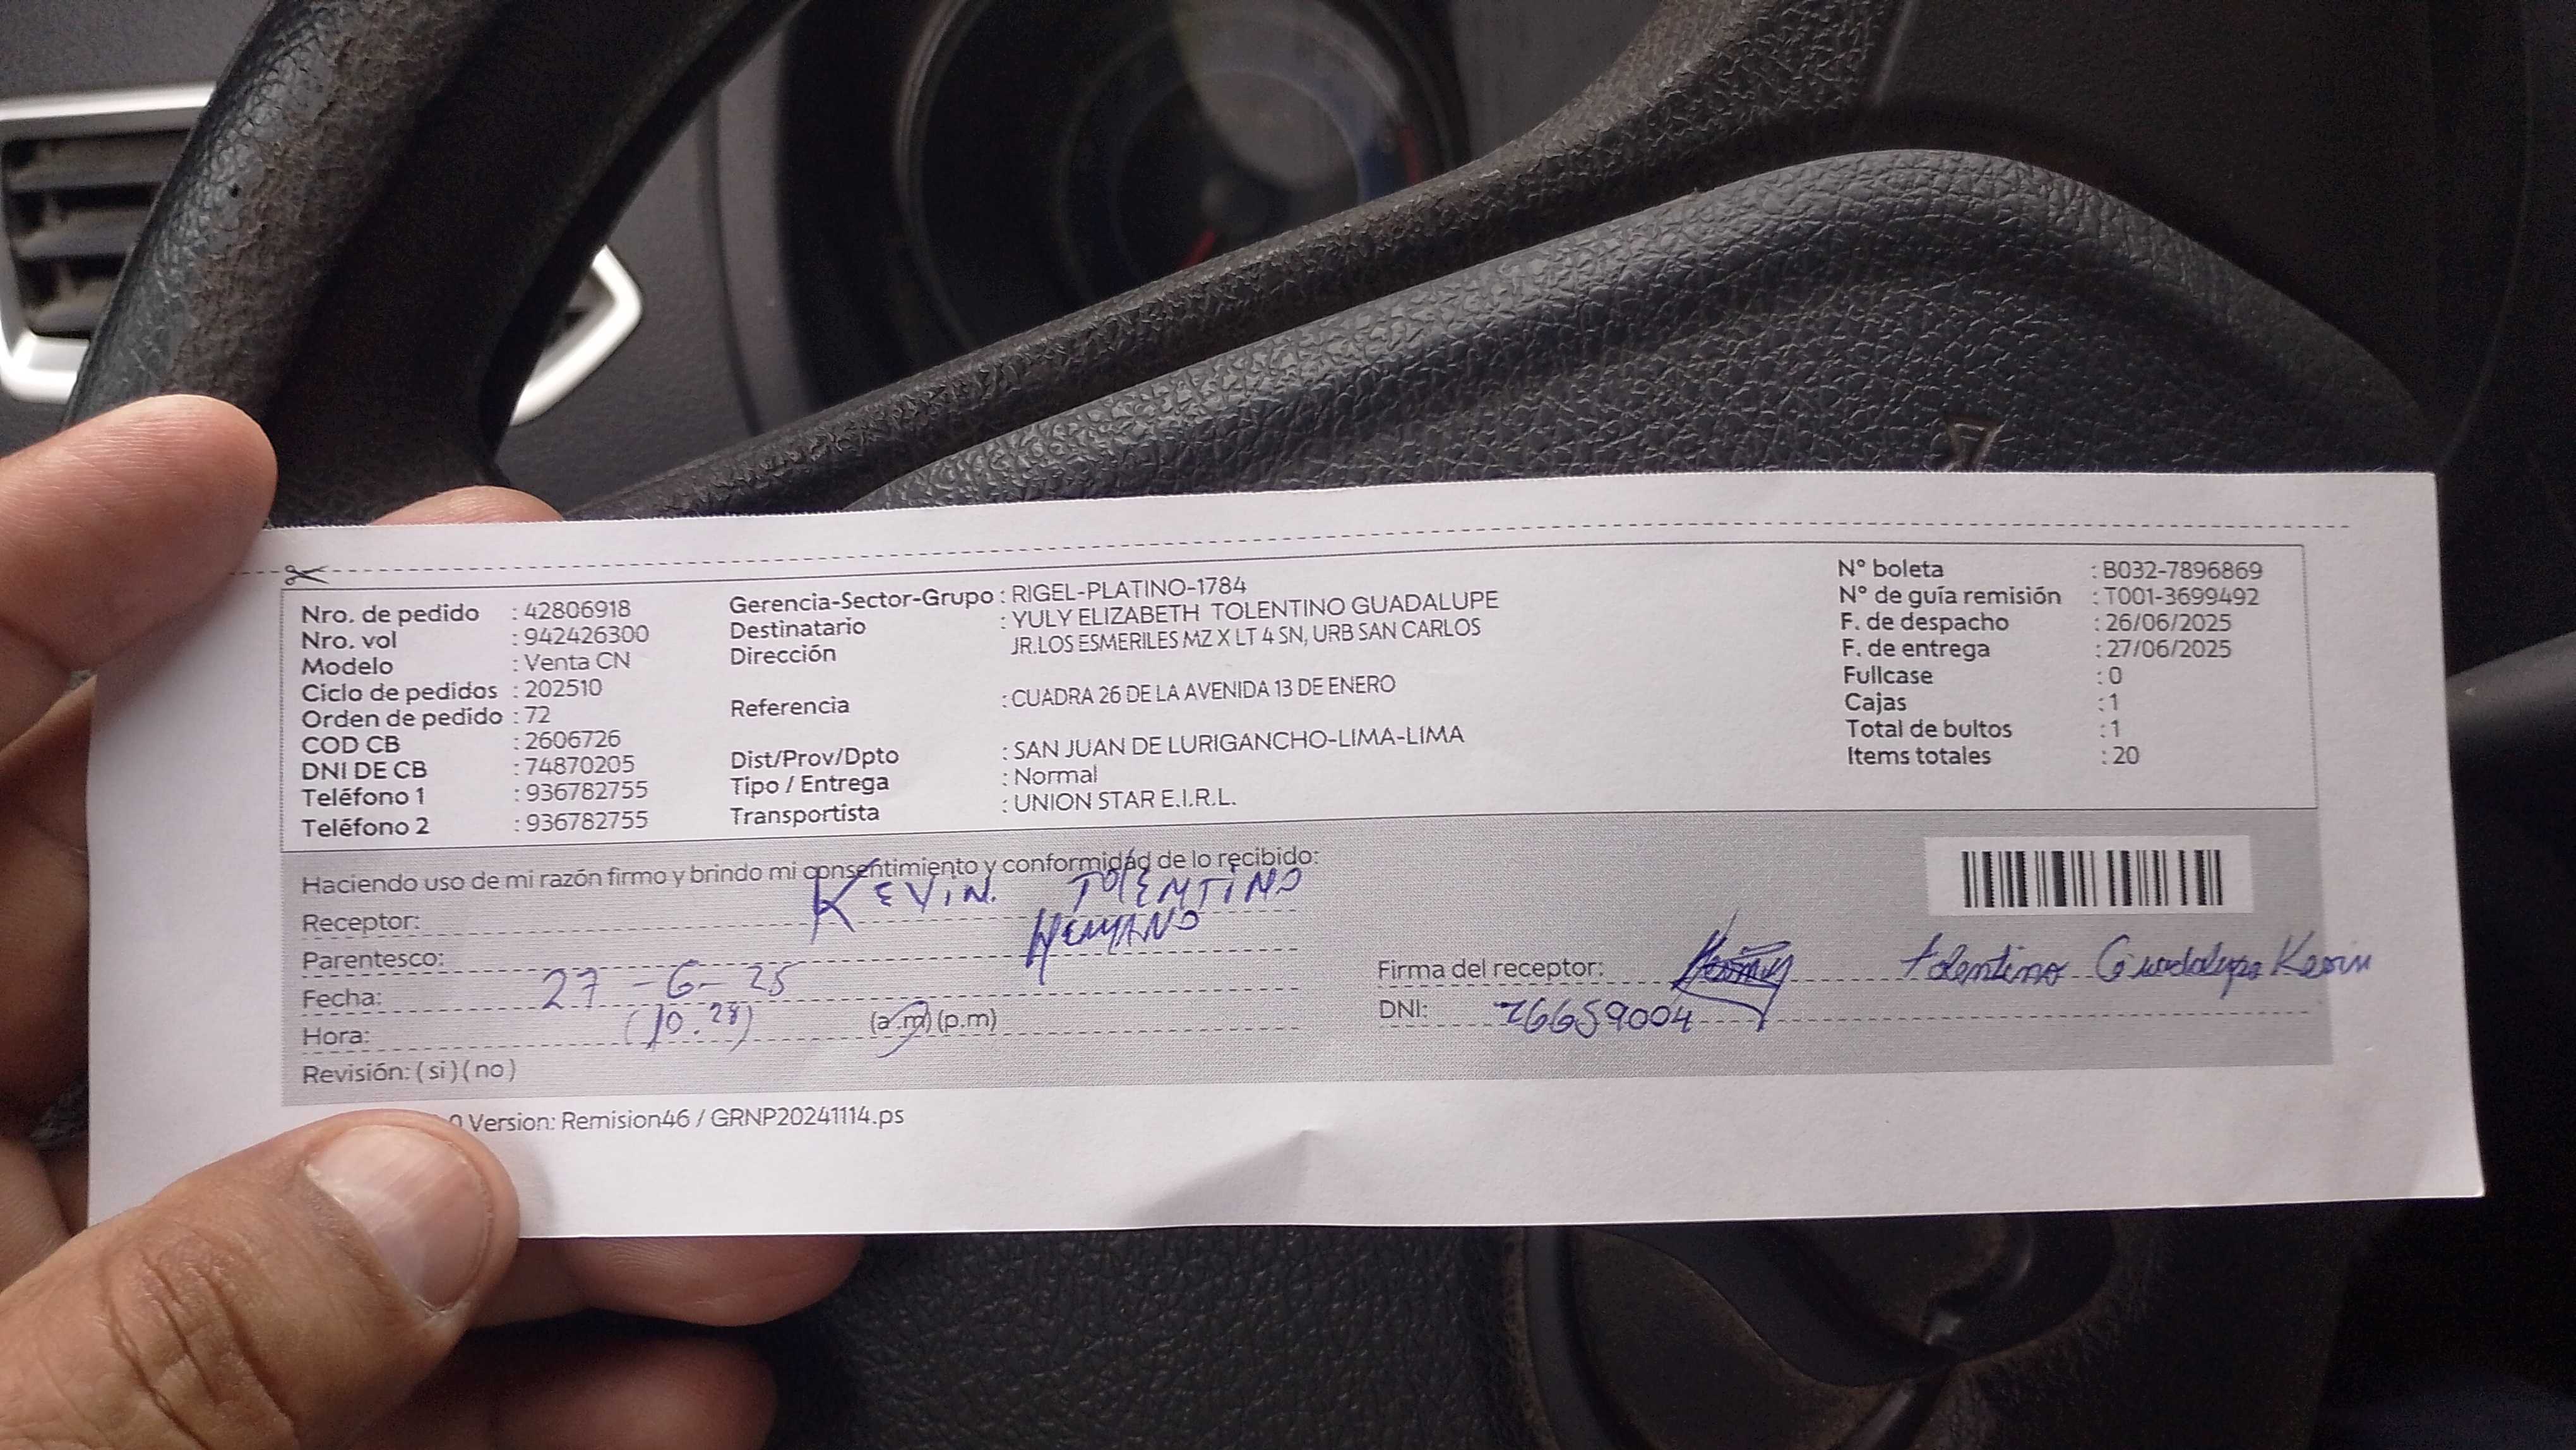 Nro. de pedido : 42806918
Nro. vol : 942426300
Modelo : Venta CN
Ciclo de pedidos : 202510
Orden de pedido : 72
COD CB : 2606726
DNI DE CB : 74870205
Teléfono 1 : 936782755
Teléfono 2 : 936782755
Gerencia-Sector-Grupo : RIGEL-PLATINO-1784
Destinatario : YULY ELIZABETH TOLENTINO GUADALUPE
Dirección JR.LOS ESMERILES MZ X LT 4 SN, URB SAN CARLOS
Referencia : CUADRA 26 DE LA AVENIDA 13 DE ENERO
Dist/Prov/Dpto : SAN JUAN DE LURIGANCHO-LIMA-LIMA
Tipo / Entrega : Normal
Transportista : UNION STAR E.I.R.L.
N° boleta : B032-7896869
N° de guía remisión : T001-3699492
F. de despacho : 26/06/2025
F. de entrega : 27/06/2025
Fullcase : 0
Cajas : 1
Total de bultos : 1
Items totales : 20
Haciendo uso de mi razón firmo y brindo mi consentimiento y conformidad de lo recibido:
Receptor: KEVIN. TOLENTINO
Parentesco: HERMANO
Fecha: 27-6-25
Hora: (10.28) (a.m) (p.m)
Revisión: ( si ) ( no )
Firma del receptor: Tolentino Guadalupe Kevin
DNI: 76659004
0 Version: Remision46 / GRNP20241114.ps